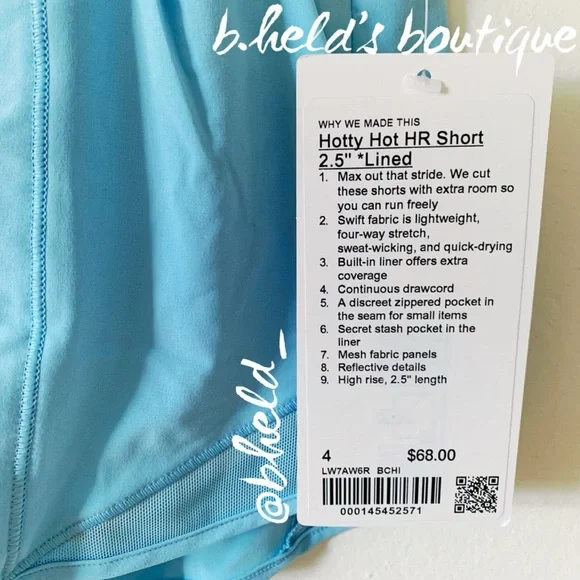 b.held's boutique
WHY WE MADE THIS
Hotty Hot HR Short
2.5" *Lined
1. Max out that stride. We cut
these shorts with extra room so
you can run freely
2. Swift fabric is lightweight,
four-way stretch,
sweat-wicking, and quick-drying
3. Built-in liner offers extra
coverage
4. Continuous drawcord
5. A discreet zippered pocket in
the seam for small items
6. Secret stash pocket in the
liner
7. Mesh fabric panels
8. Reflective details
9. High rise, 2.5" length
4 $68.00
LW7AW6R BCHI
000145452571
@bheld_